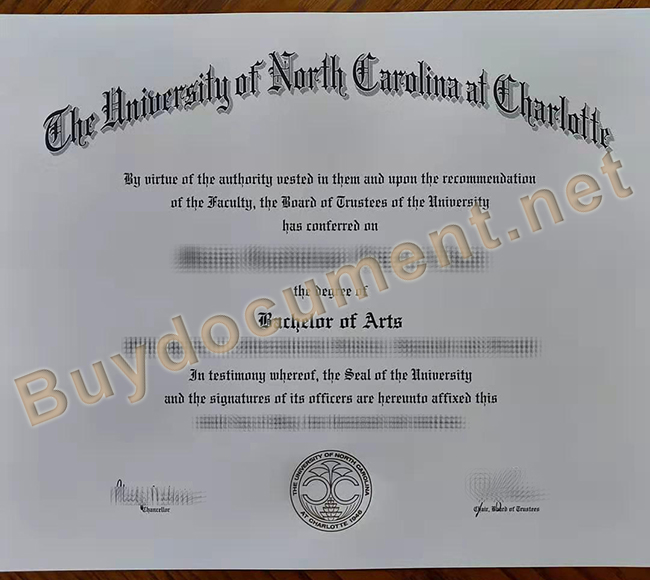 The University of North Carolina at Charlotte
By virtue of the authority vested in them and upon the recommendation
of the Faculty, the Board of Trustees of the University
has conferred on
the degree of
Bachelor of Arts
In testimony whereof, the Seal of the University
and the signatures of its officers are hereunto affixed this
THE UNIVERSITY OF NORTH CAROLINA
AT CHARLOTTE 1946
Chancellor
Chair, Board of Trustees
Buydocument.net